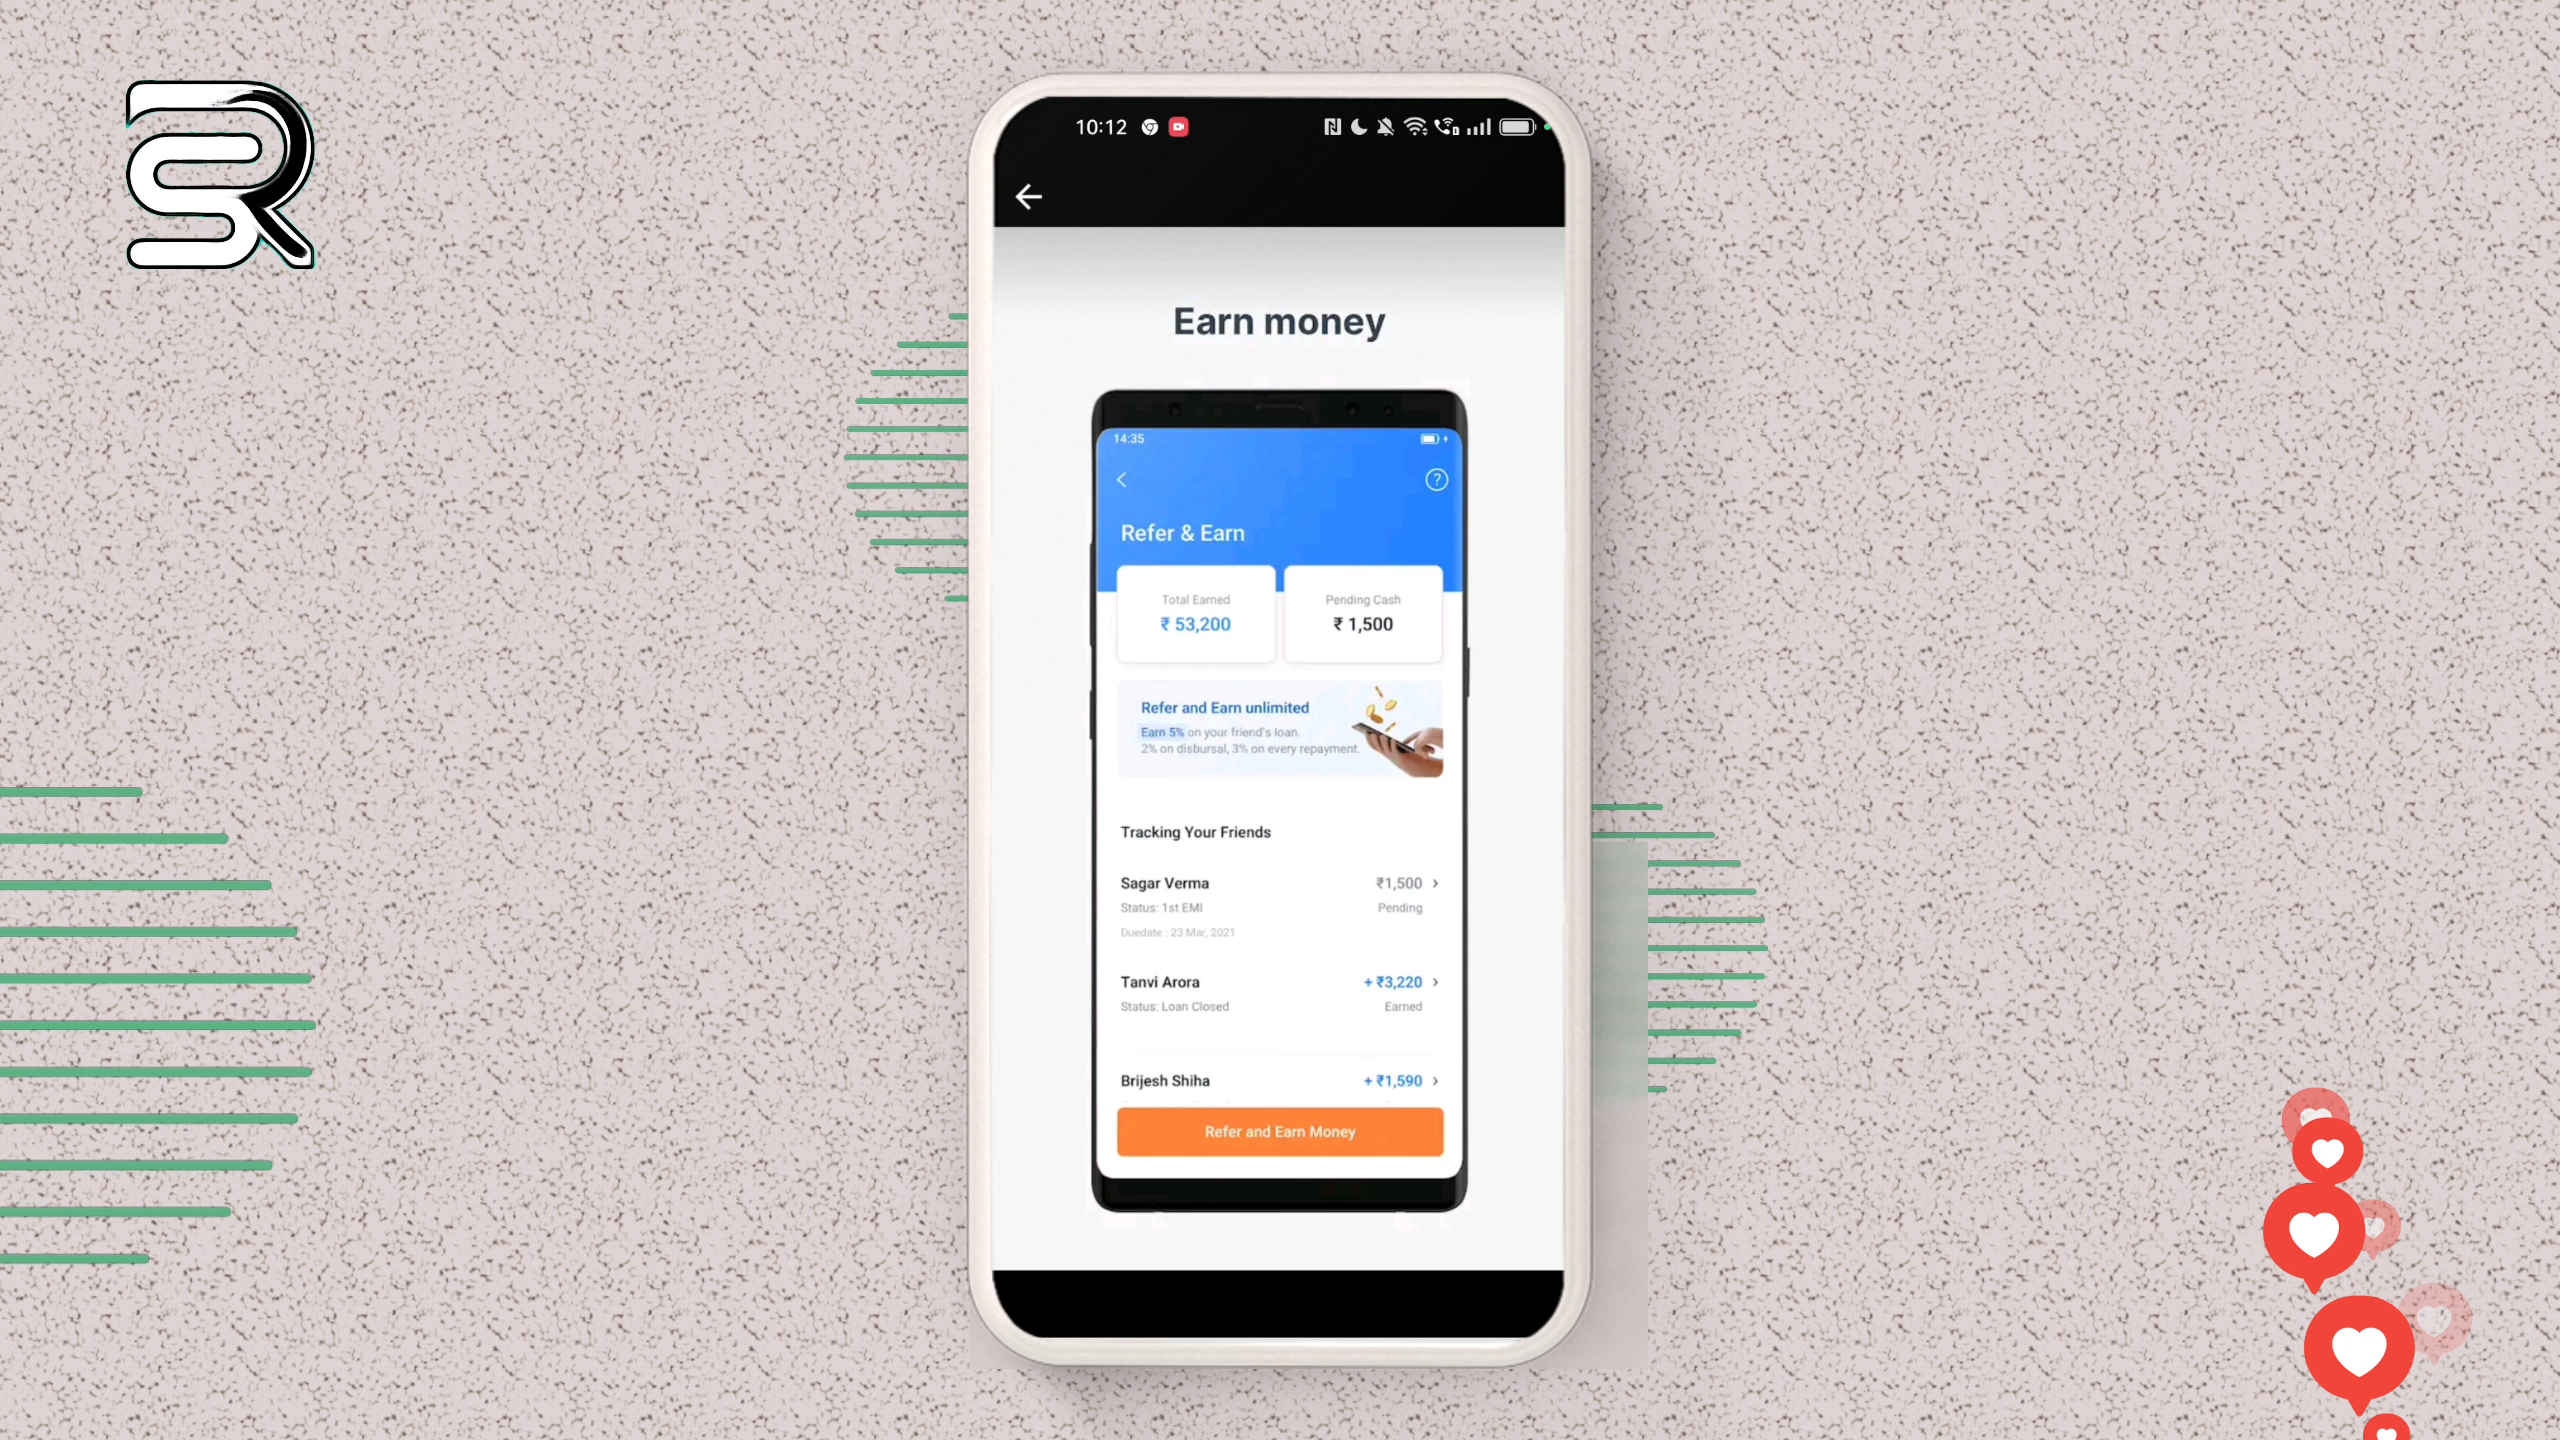 SR
10:12
Earn money
14:35
?
Refer & Earn
Total Earned
Pending Cash
₹ 53,200
₹ 1,500
Refer and Earn unlimited
Earn 5% on your friend's loan.
2% on disbursal, 3% on every repayment.
Tracking Your Friends
Sagar Verma
₹1,500
Status: 1st EMI
Pending
Duedate : 23 Mar, 2021
Tanvi Arora
+ ₹3,220
Status: Loan Closed
Earned
Brijesh Shiha
+ ₹1,590
Refer and Earn Money